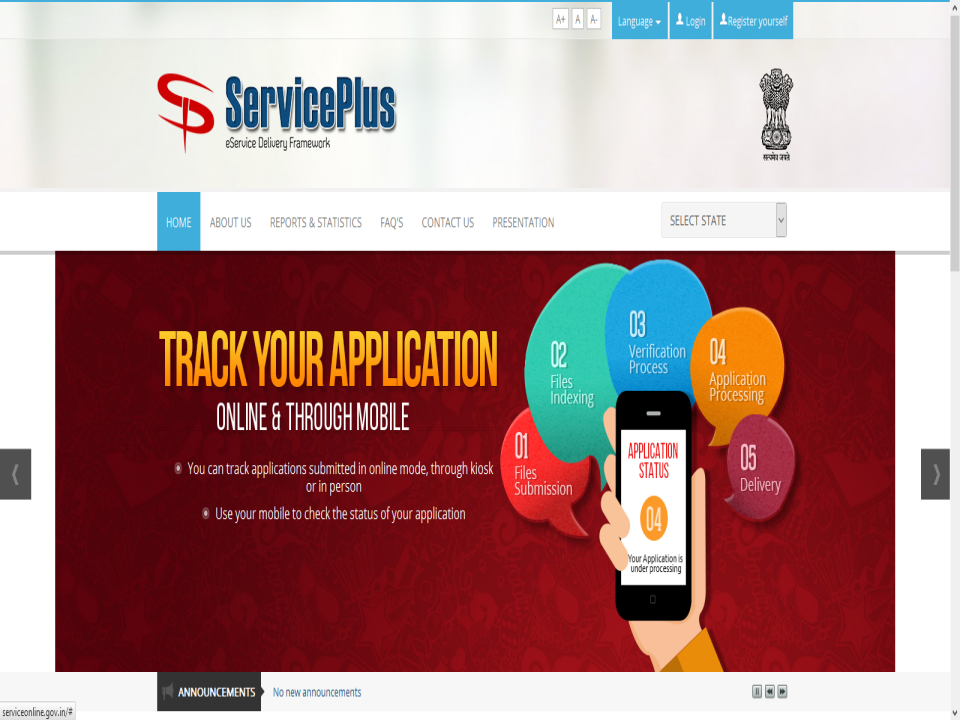 A+ A A- Language Login Register yourself
ServicePlus
eService Delivery Framework
सत्यमेव जयते
HOME ABOUT US REPORTS & STATISTICS FAQ'S CONTACT US PRESENTATION SELECT STATE
TRACK YOUR APPLICATION
ONLINE & THROUGH MOBILE
You can track applications submitted in online mode, through kiosk
or in person
Use your mobile to check the status of your application
01
Files
Submission
02
Files
Indexing
03
Verification
Process
04
Application
Processing
05
Delivery
APPLICATION
STATUS
04
Your Application is
under processing
ANNOUNCEMENTS No new announcements
serviceonline.gov.in/#